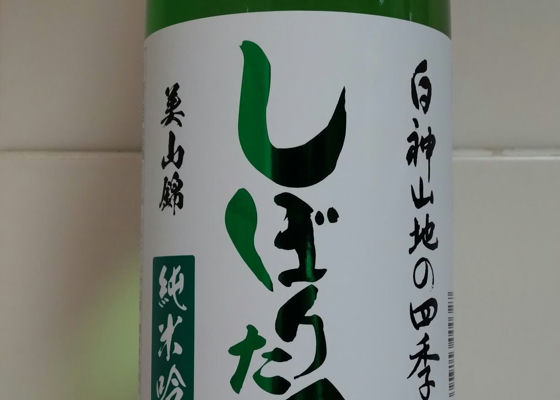 白神山地の四季
しぼりた
美山錦
純米吟